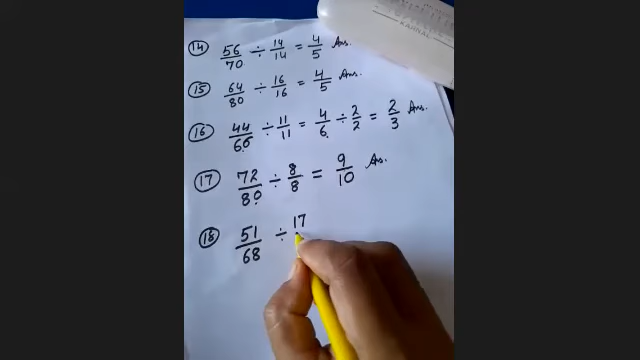 KARNAL
14 56/70 ÷ 14/14 = 4/5 Ans.
15 64/80 ÷ 16/16 = 4/5 Ans.
16 44/66 ÷ 11/11 = 4/6 ÷ 2/2 = 2/3 Ans.
17 72/80 ÷ 8/8 = 9/10 Ans.
18 51/68 ÷ 17